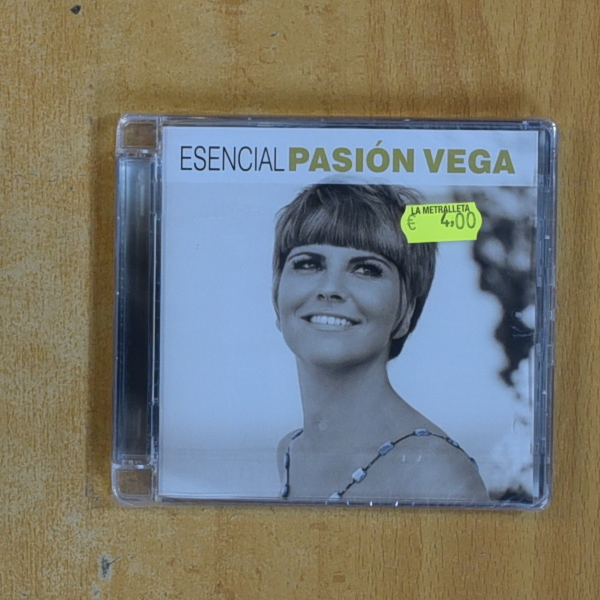 ESENCIAL PASIÓN VEGA
LA METRALLETA
€ 4,00